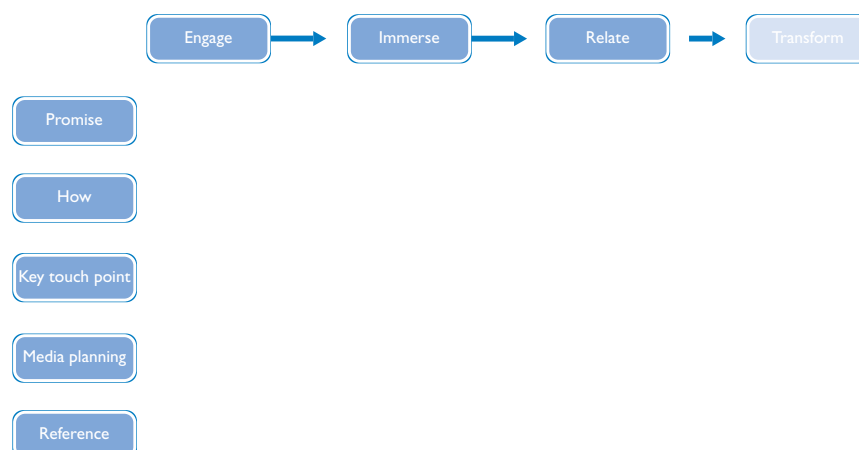 Engage
Immerse
Relate
Transform
Promise
How
Key touch point
Media planning
Reference